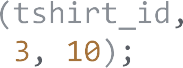 (tshirt_id,
3, 10);